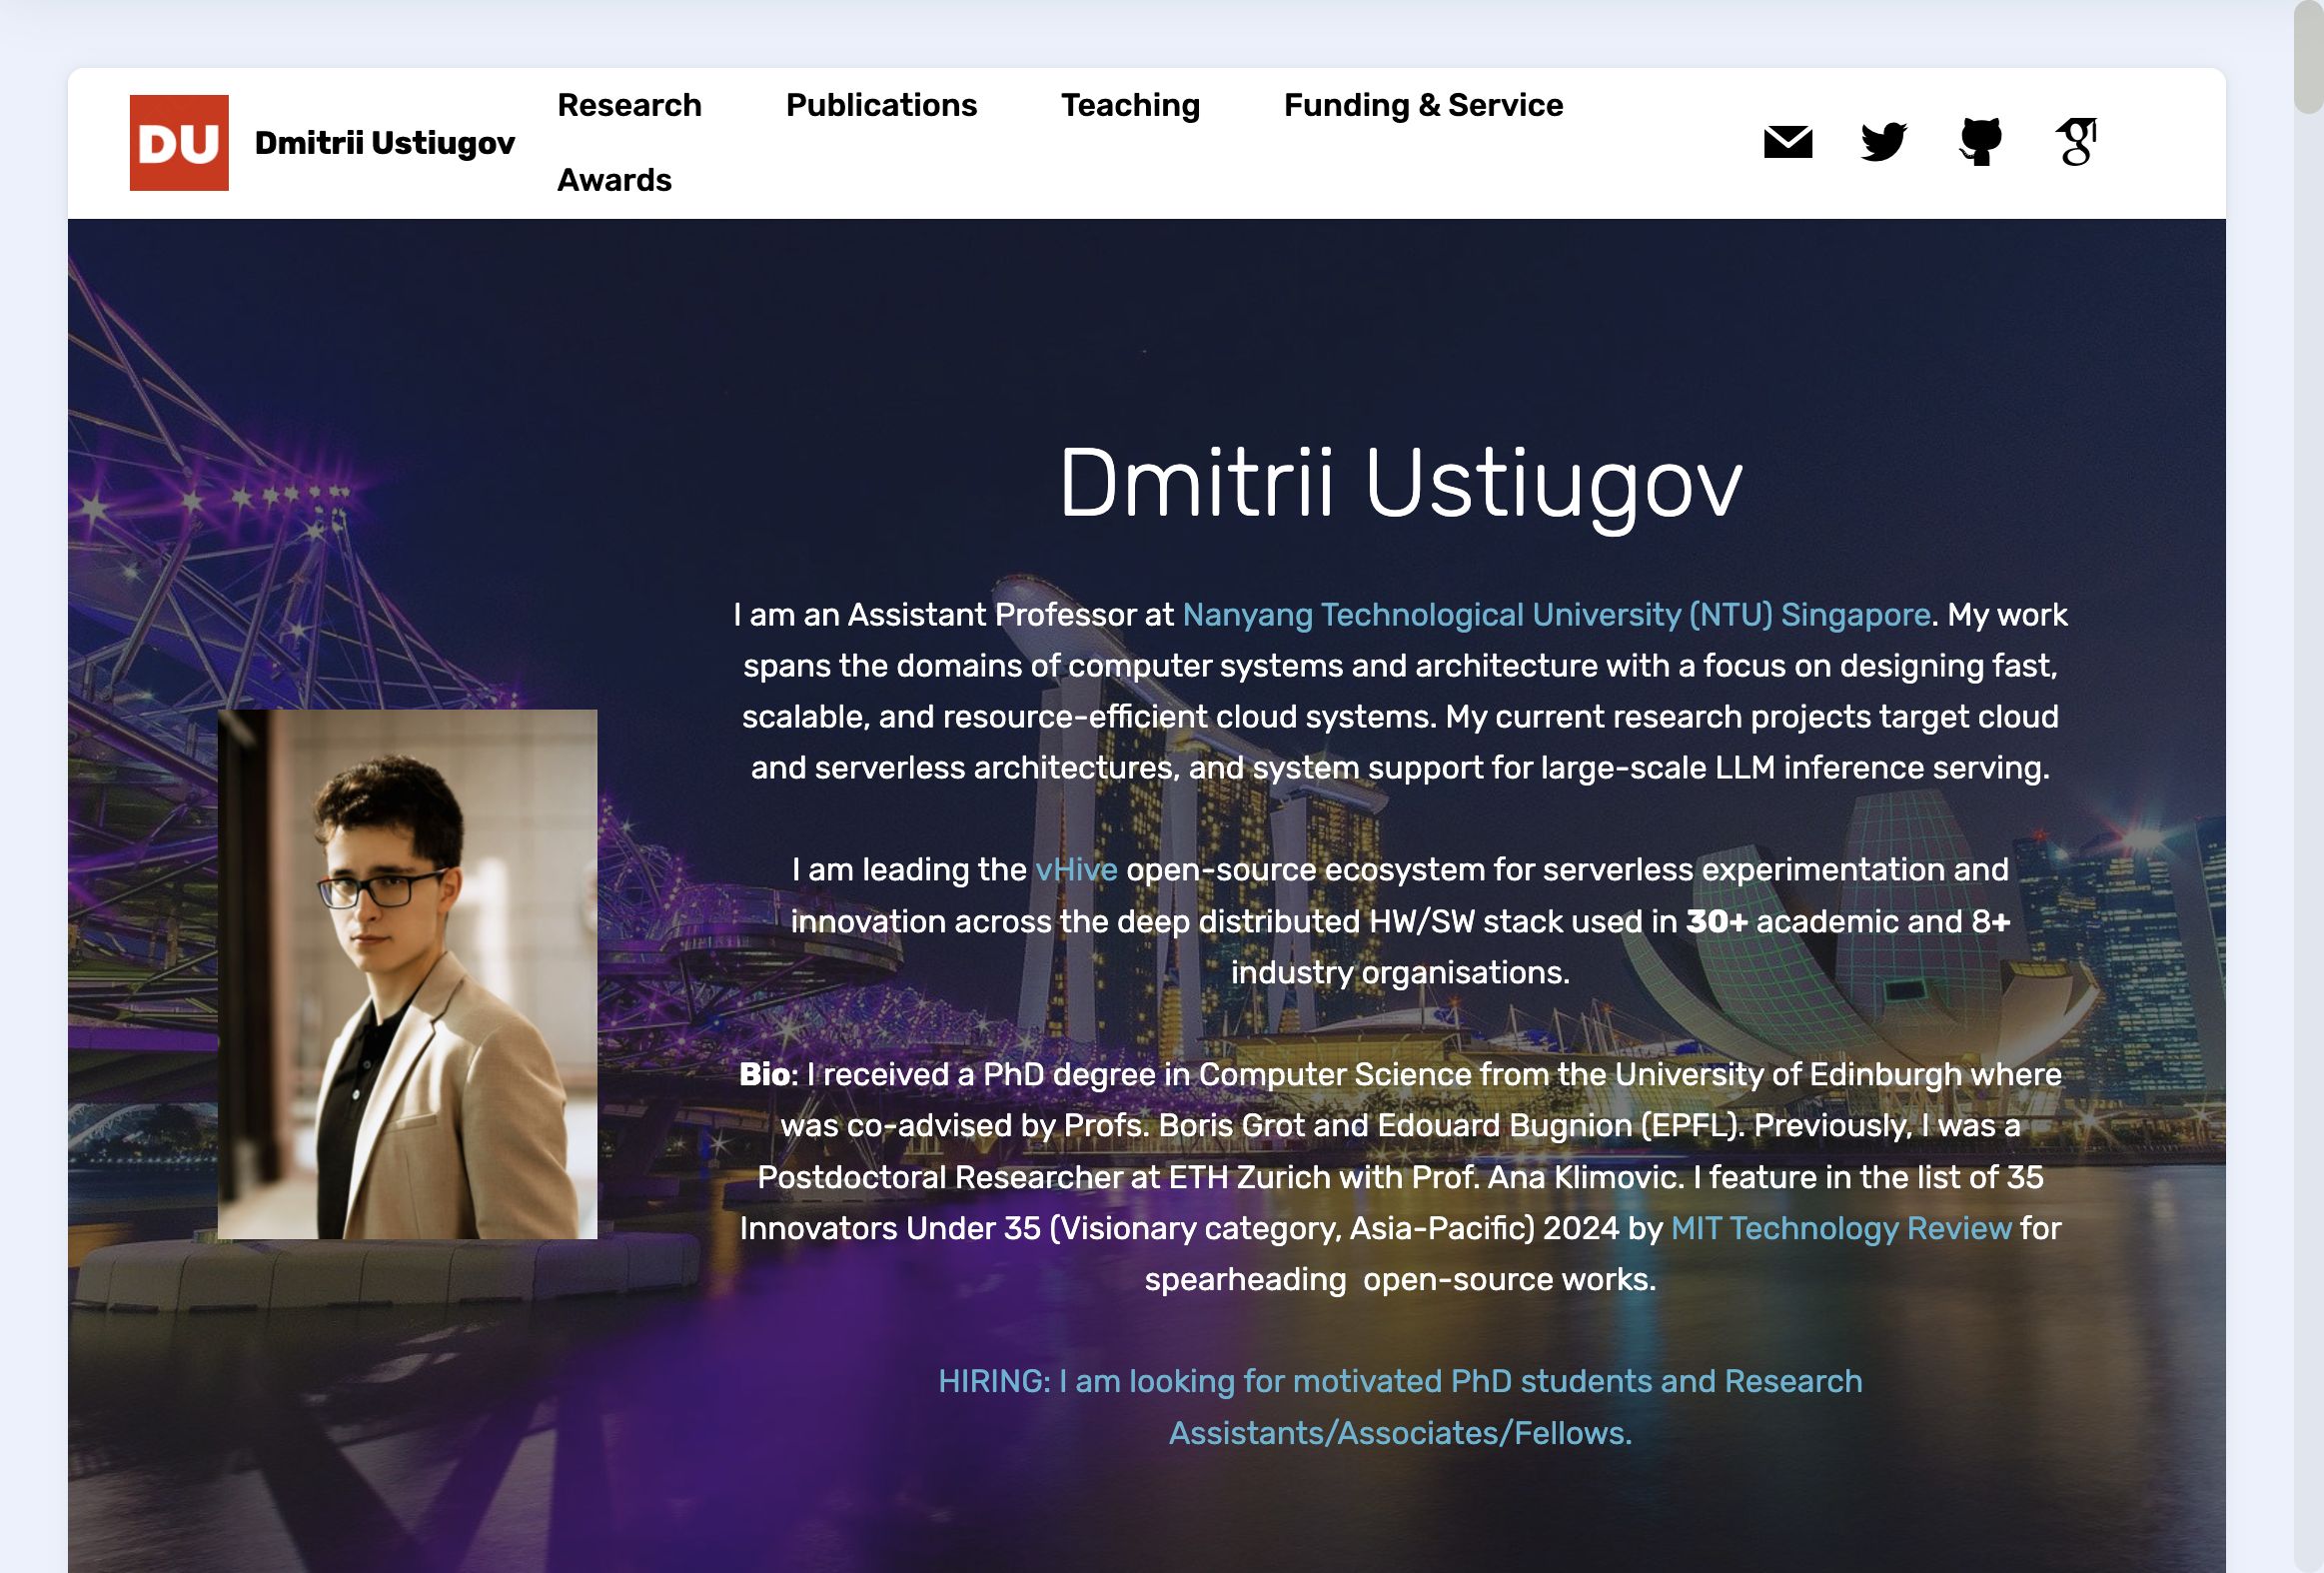 DU
Dmitrii Ustiugov
Research
Publications
Teaching
Funding & Service
Awards
Dmitrii Ustiugov
I am an Assistant Professor at Nanyang Technological University (NTU) Singapore. My work
spans the domains of computer systems and architecture with a focus on designing fast,
scalable, and resource-efficient cloud systems. My current research projects target cloud
and serverless architectures, and system support for large-scale LLM inference serving.
I am leading the vHive open-source ecosystem for serverless experimentation and
innovation across the deep distributed HW/SW stack used in 30+ academic and 8+
industry organisations.
Bio: I received a PhD degree in Computer Science from the University of Edinburgh where
was co-advised by Profs. Boris Grot and Edouard Bugnion (EPFL). Previously, I was a
Postdoctoral Researcher at ETH Zurich with Prof. Ana Klimovic. I feature in the list of 35
Innovators Under 35 (Visionary category, Asia-Pacific) 2024 by MIT Technology Review for
spearheading  open-source works.
HIRING: I am looking for motivated PhD students and Research
Assistants/Associates/Fellows.